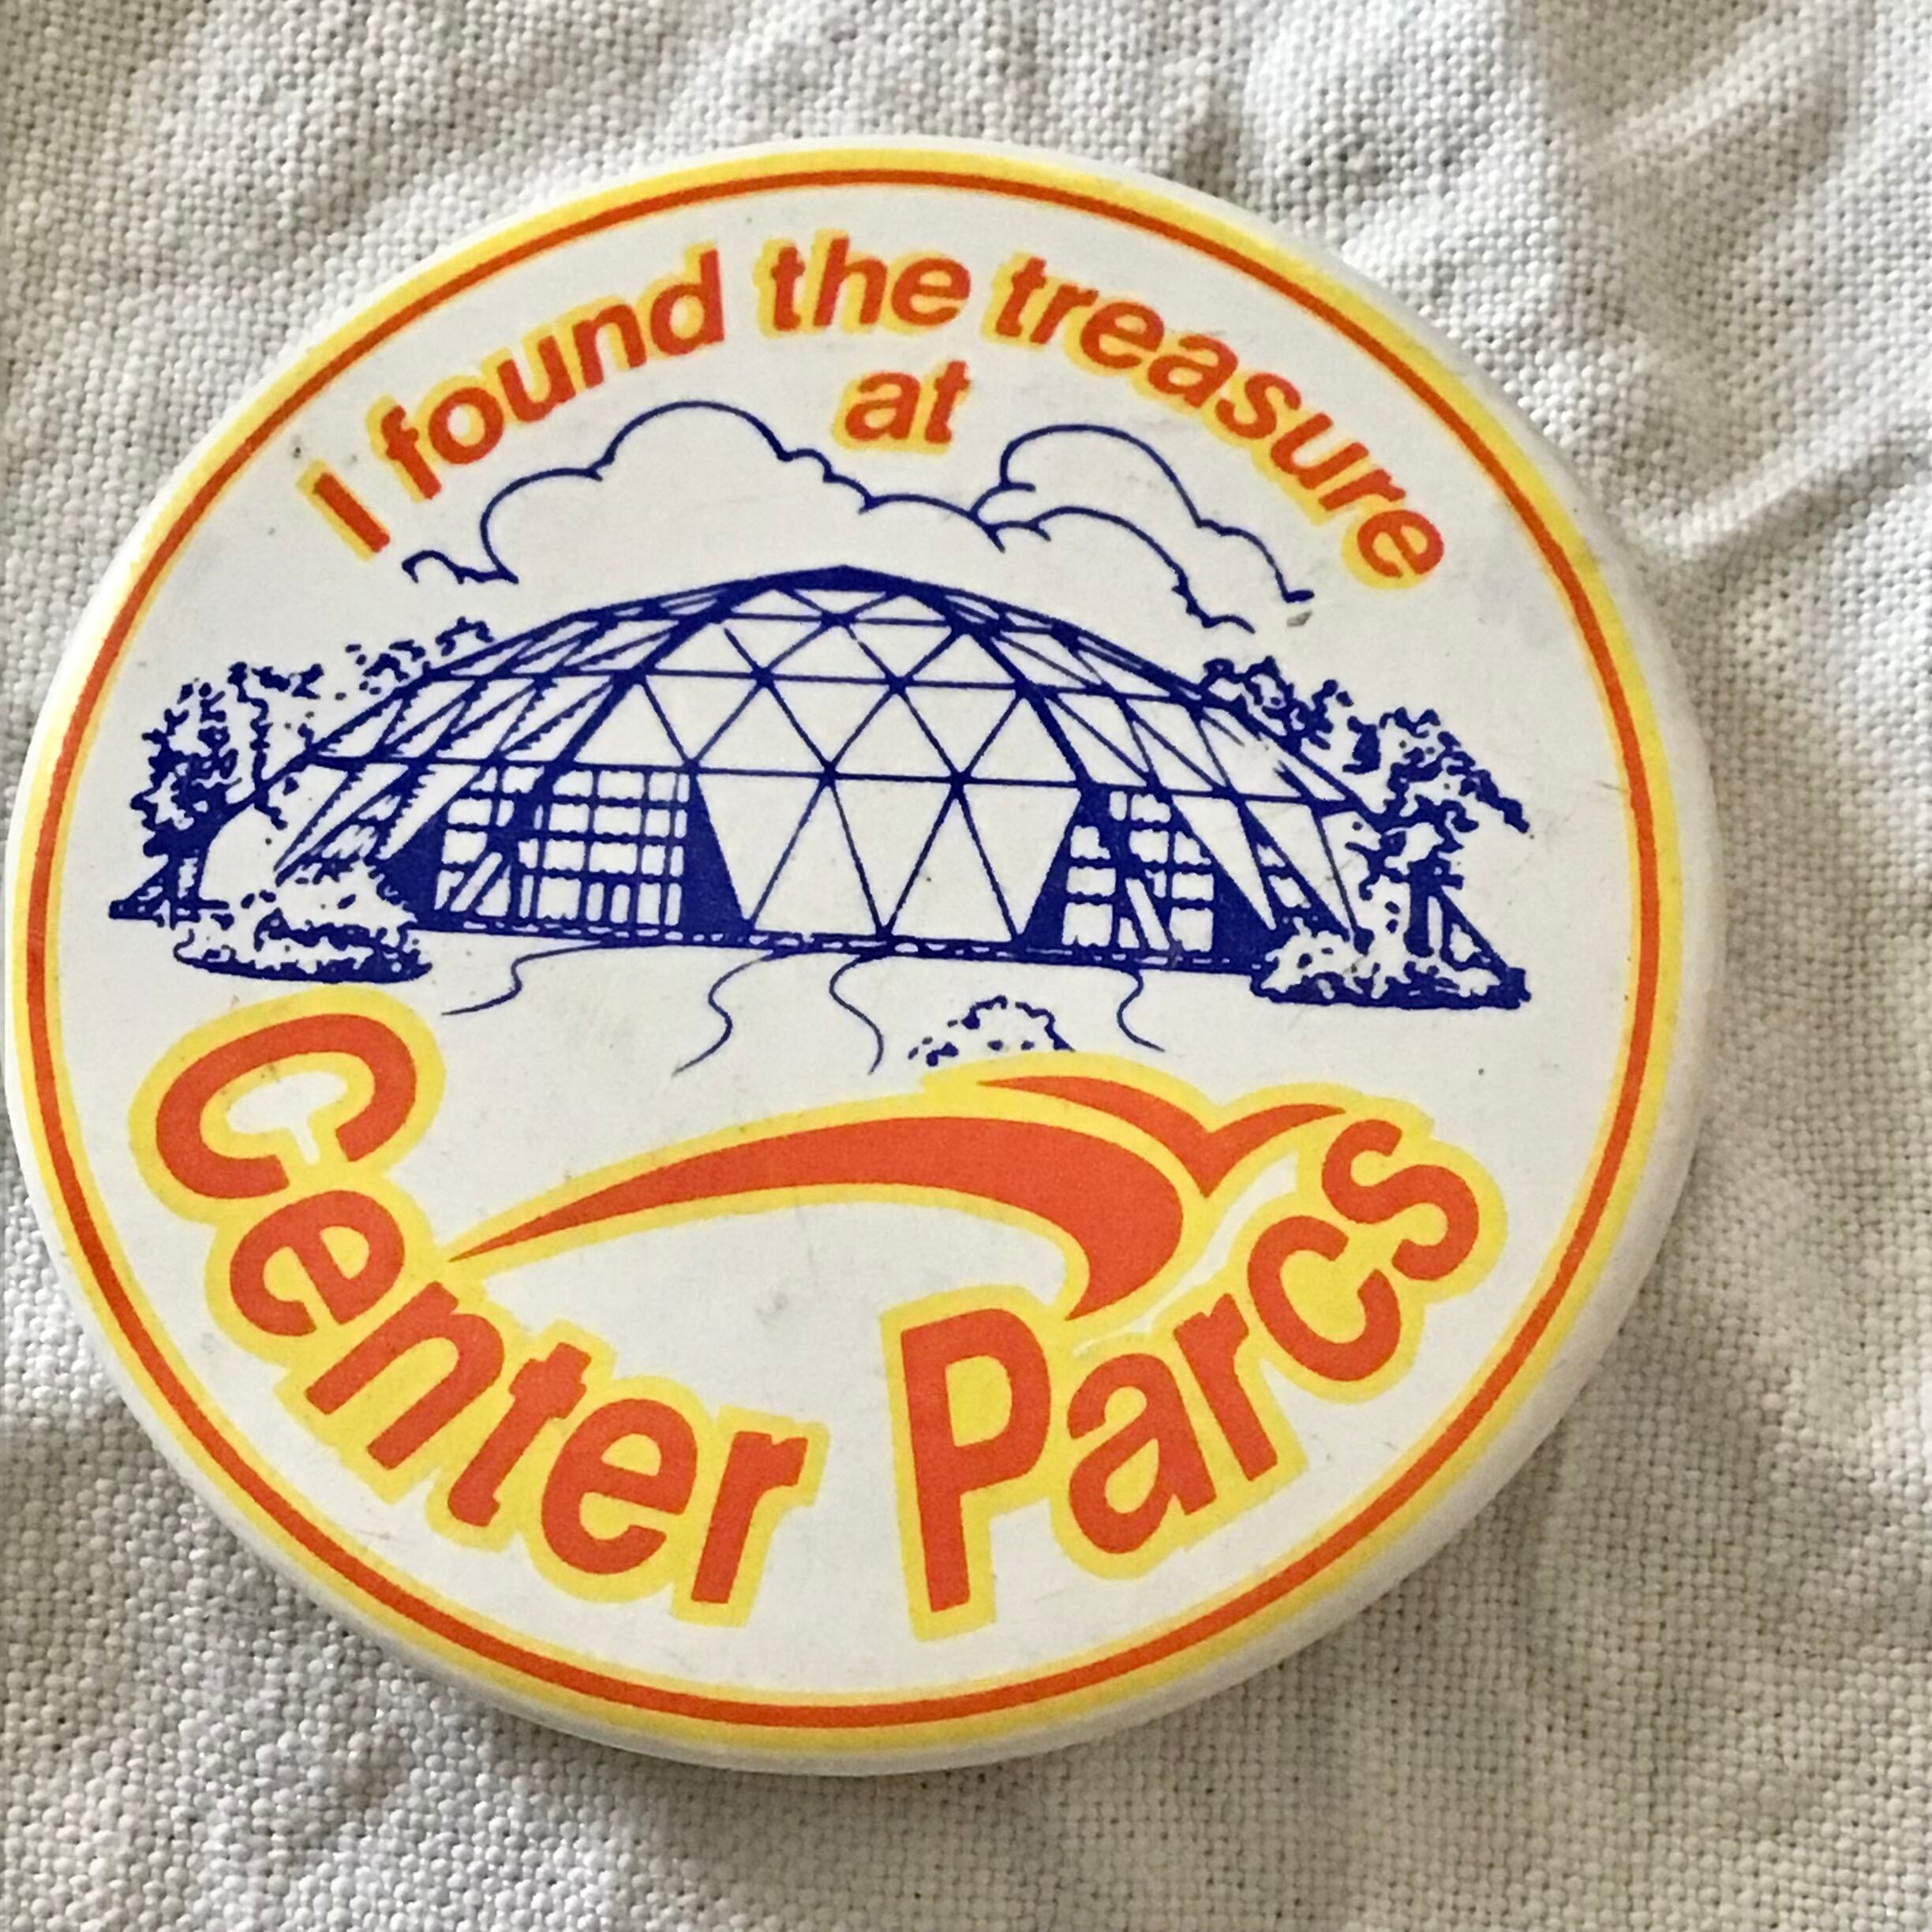 I found the treasure
at
Center Parcs